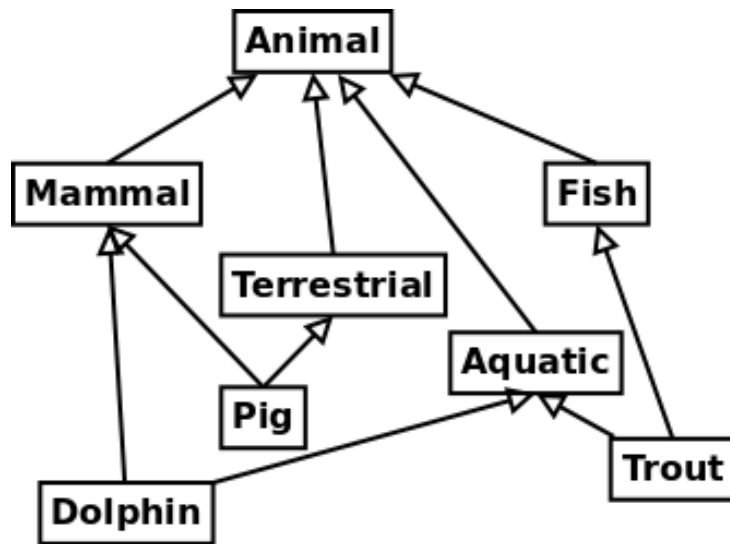 Animal
Mammal
Fish
Terrestrial
Aquatic
Pig
Trout
Dolphin